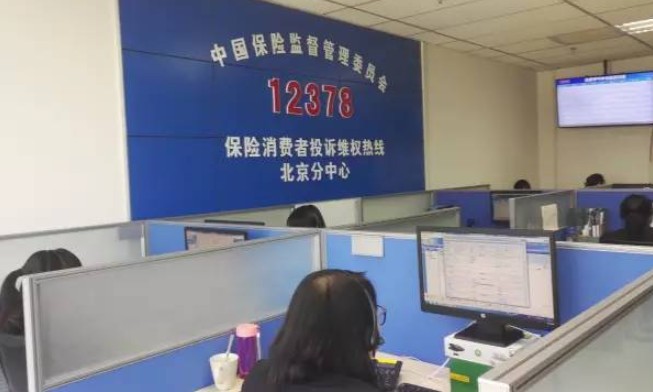 中国保险监督管理委员会
12378
保险消费者投诉维权热线
北京分中心